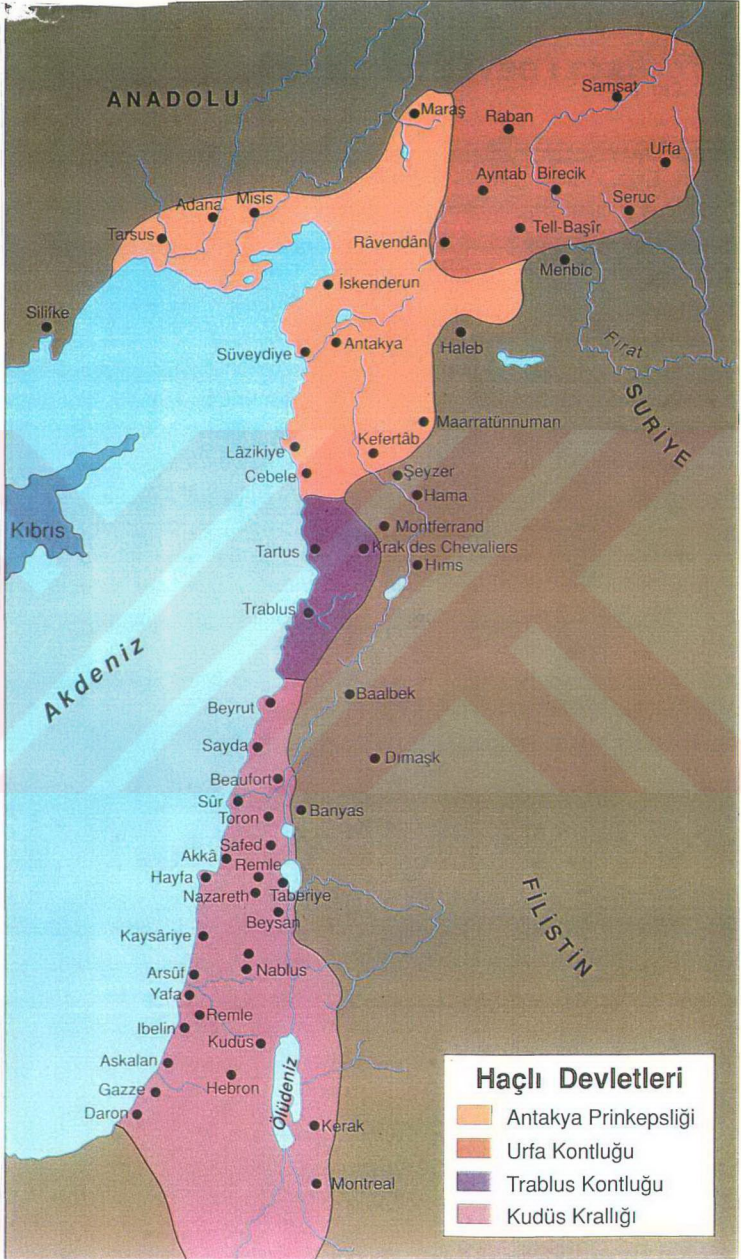 ANADOLU
Maraş
Samsat
Raban
Urfa
Ayntab
Birecik
Seruc
Adana
Misis
Tarsus
Tell-Başîr
Râvendân
Menbic
İskenderun
Silifke
Süveydiye
Antakya
Haleb
Fırat
SURİYE
Maarratünnuman
Lâzikiye
Kefertâb
Cebele
Şeyzer
Hama
Montferrand
Kıbrıs
Tartus
Krak des Chevaliers
Hıms
Trablus
Akdeniz
Beyrut
Baalbek
Sayda
Dımaşk
Beaufort
Sûr
Toron
Banyas
Safed
Akkâ
Remle
Hayfa
Nazareth
Taberiye
Beysan
FİLİSTİN
Kaysâriye
Arsûf
Nablus
Yafa
Remle
Ibelin
Kudüs
Askalan
Gazze
Hebron
Ölüdeniz
Daron
Kerak
Montreal
Haçlı Devletleri
Antakya Prinkepsliği
Urfa Kontluğu
Trablus Kontluğu
Kudüs Krallığı